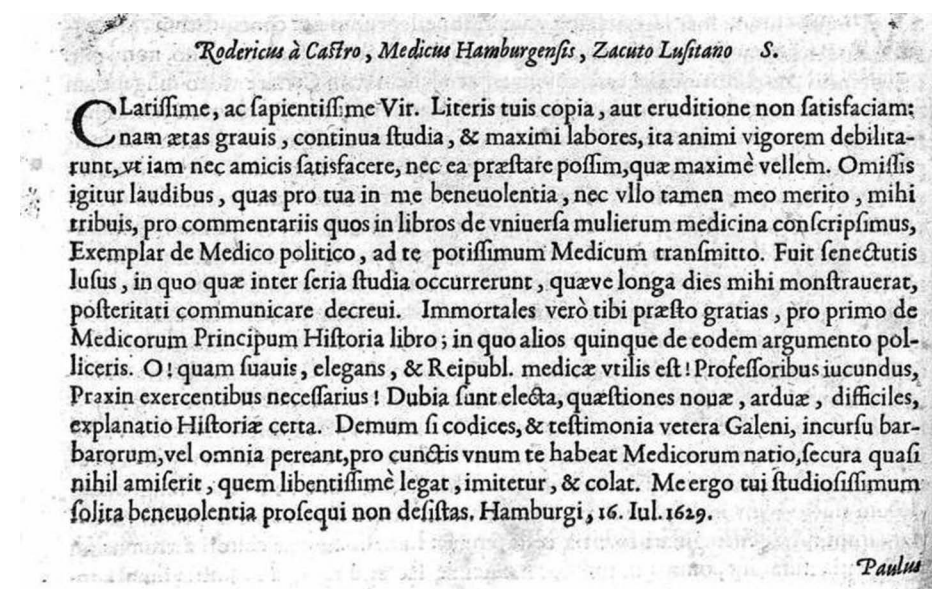 Rodericus à Castro, Medicus Hamburgensis, Zacuto Lusitano S.
CLarissime, ac sapientissime Vir. Literis tuis copia, aut eruditione non satisfaciam;
nam ætas grauis, continua studia, & maximi labores, ita animi vigorem debilita-
runt, vt iam nec amicis satisfacere, nec ea præstare possim, quæ maximè vellem. Omissis
igitur laudibus, quas pro tua in me beneuolentia, nec vllo tamen meo merito, mihi
tribuis, pro commentariis quos in libros de vniuersa mulierum medicina conscripsimus,
Exemplar de Medico politico, ad te potissimum Medicum transmitto. Fuit senectutis
lusus, in quo quæ inter seria studia occurrerunt, quæve longa dies mihi monstrauerat,
posteritati communicare decreui. Immortales verò tibi præsto gratias, pro primo de
Medicorum Principum Historia libro; in quo alios quinque de eodem argumento pol-
liceris. O! quam suauis, elegans, & Reipubl. medicæ vtilis est! Professoribus iucundus,
Praxin exercentibus necessarius! Dubia sunt electa, quæstiones nouæ, arduæ, difficiles,
explanatio Historiæ certa. Demum si codices, & testimonia vetera Galeni, incursu bar-
barorum, vel omnia pereant, pro cunctis vnum te habeat Medicorum natio, secura quasi
nihil amiserit, quem libentissimè legat, imitetur, & colat. Me ergo tui studiosissimum
solita beneuolentia prosequi non desistas. Hamburgi, 16. Iul. 1629.
Paulus